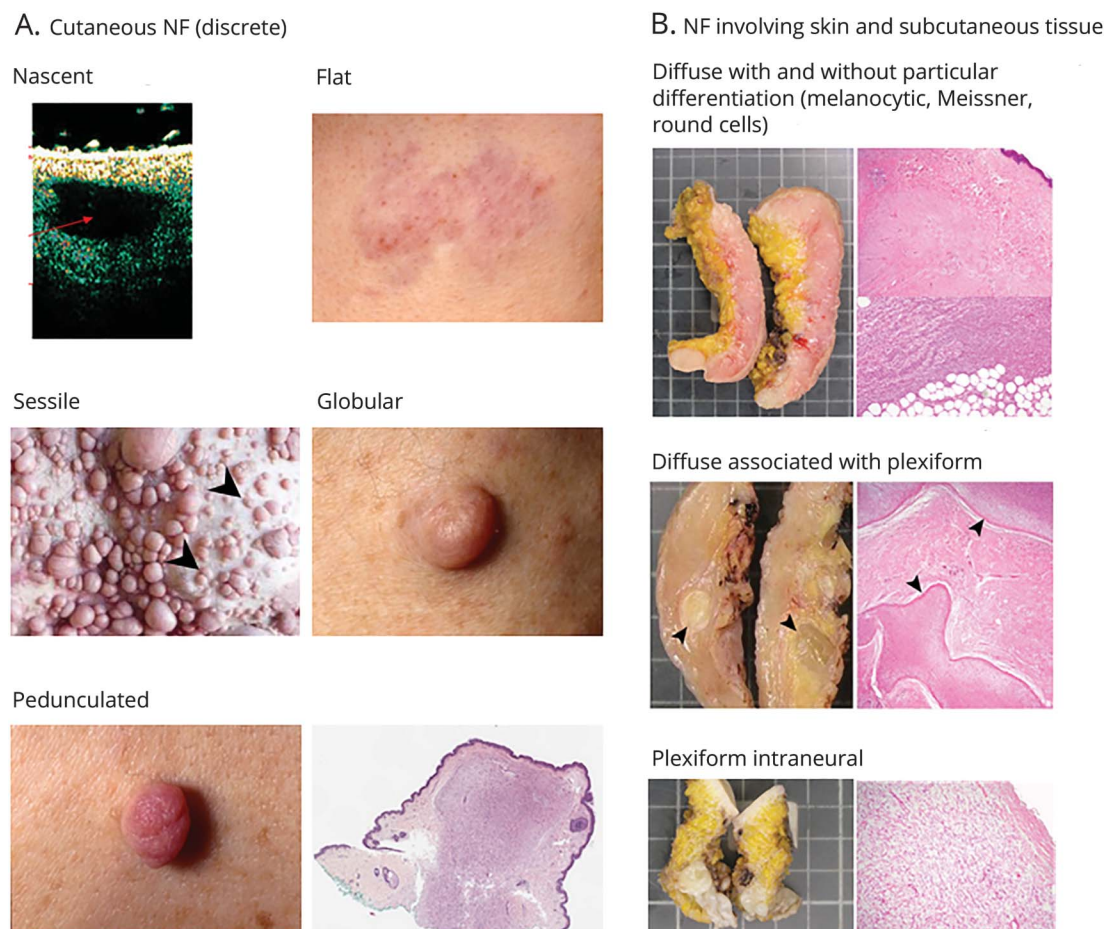 A. Cutaneous NF (discrete)
Nascent
Flat
Sessile
Globular
Pedunculated
B. NF involving skin and subcutaneous tissue
Diffuse with and without particular
differentiation (melanocytic, Meissner,
round cells)
Diffuse associated with plexiform
Plexiform intraneural